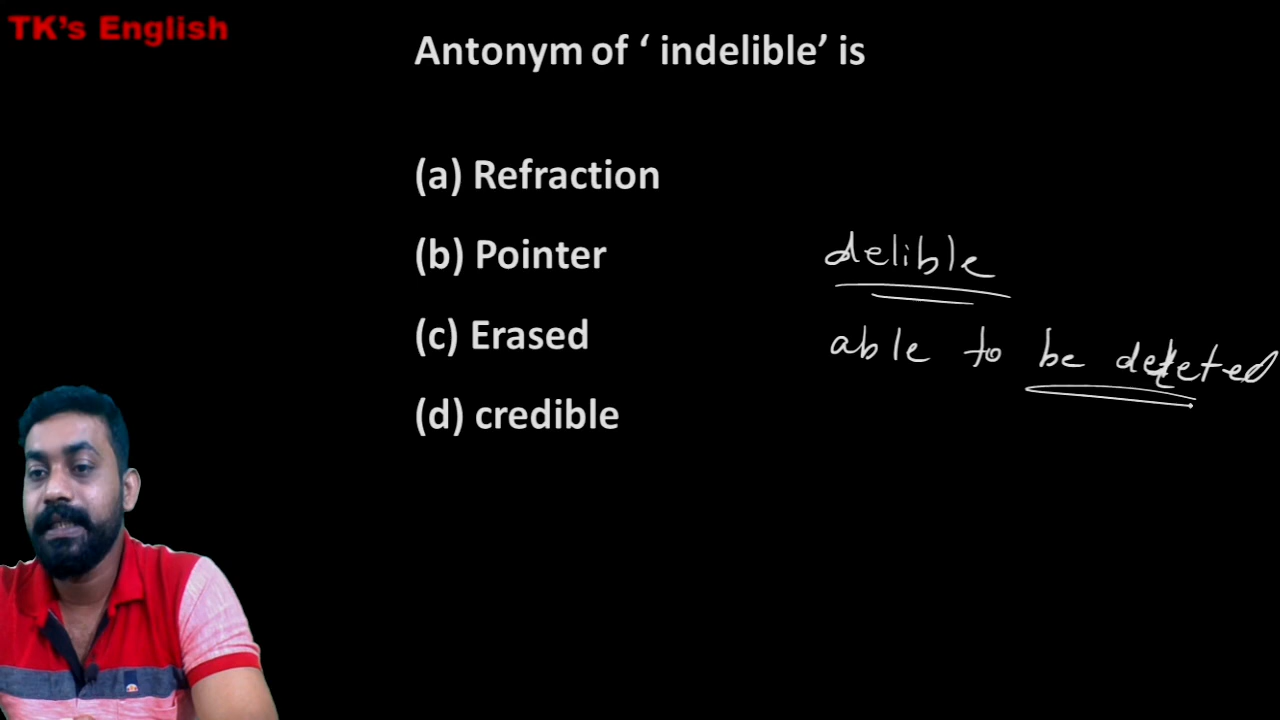 TK's English
Antonym of ‘ indelible’ is
(a) Refraction
(b) Pointer
(c) Erased
(d) credible
delible
able to be deleted